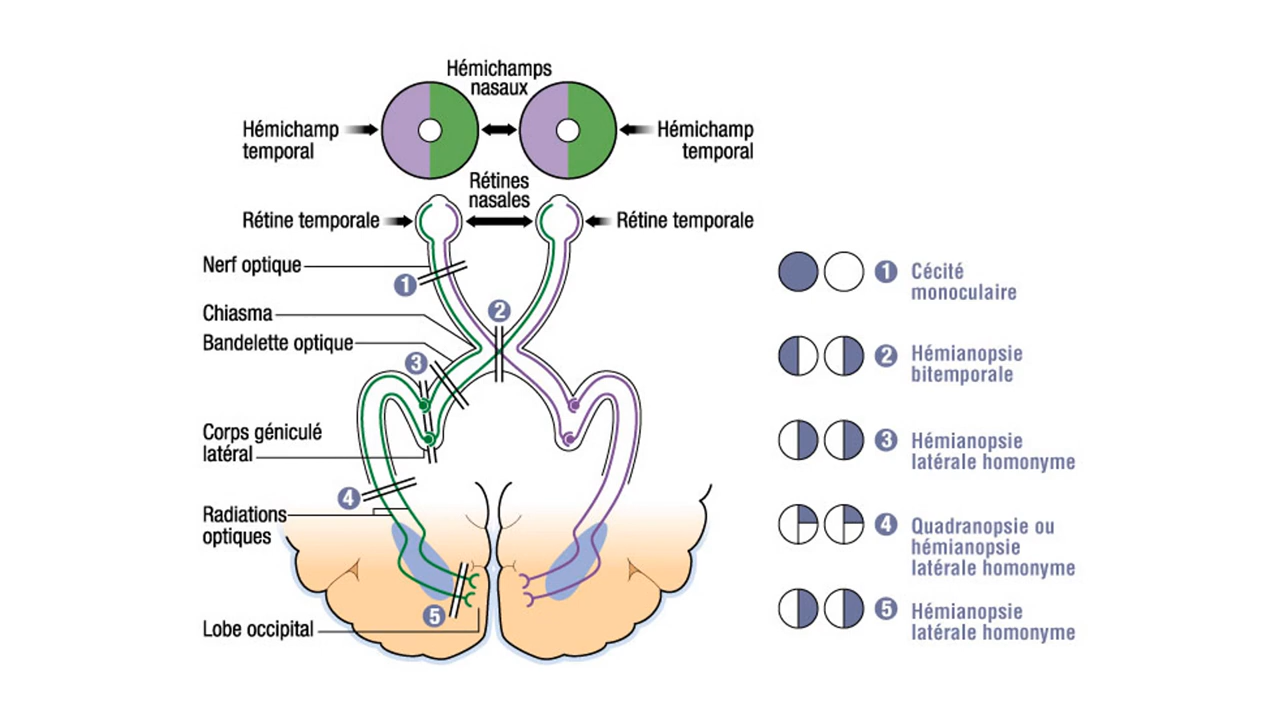 Hémichamps
nasaux
Hémichamp
temporal
Hémichamp
temporal
Rétines
nasales
Rétine temporale
Rétine temporale
Nerf optique
1
Chiasma
2
Bandelette optique
3
Corps géniculé
latéral
4
Radiations
optiques
5
Lobe occipital
1 Cécité
monoculaire
2 Hémianopsie
bitemporale
3 Hémianopsie
latérale homonyme
4 Quadranopsie ou
hémianopsie
latérale homonyme
5 Hémianopsie
latérale homonyme